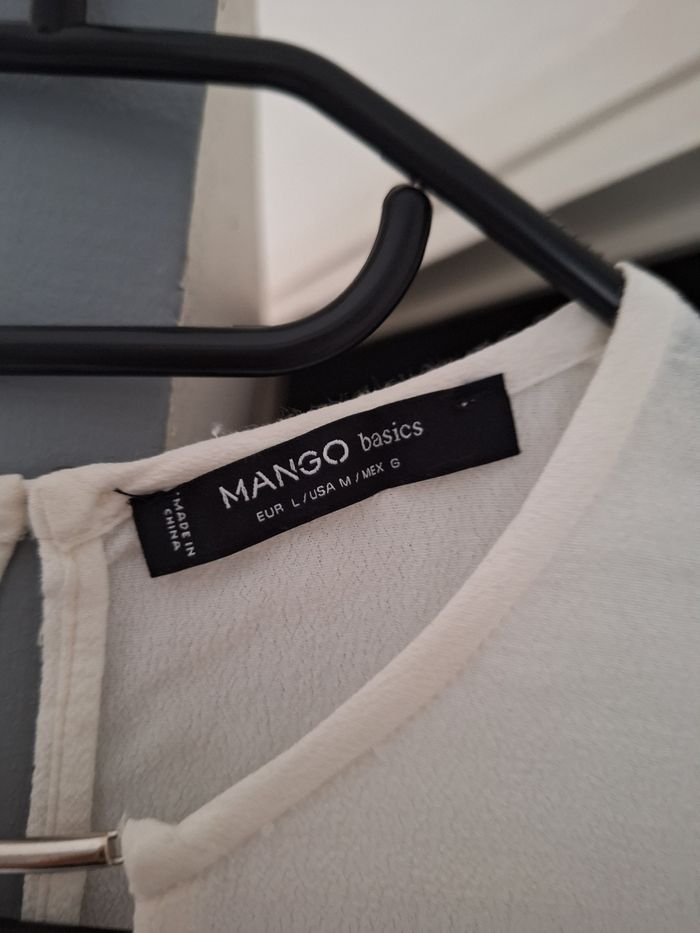 MANGO basics
EUR L/USA M/MEX G
MADE IN
CHINA